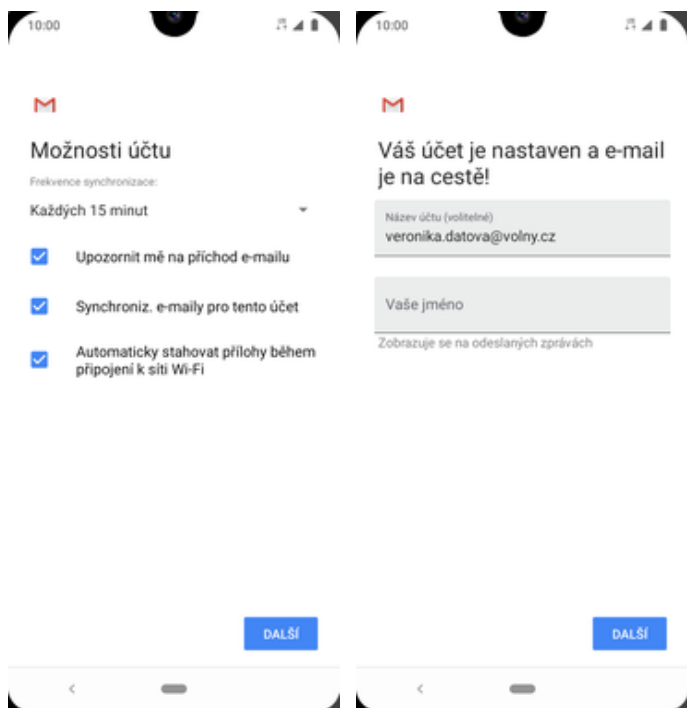 10:00
Možnosti účtu
Frekvence synchronizace:
Každých 15 minut
Upozornit mě na příchod e-mailu
Synchroniz. e-maily pro tento účet
Automaticky stahovat přílohy během
připojení k síti Wi-Fi
DALŠÍ
10:00
Váš účet je nastaven a e-mail
je na cestě!
Název účtu (volitelné)
veronika.datova@volny.cz
Vaše jméno
Zobrazuje se na odeslaných zprávách
DALŠÍ